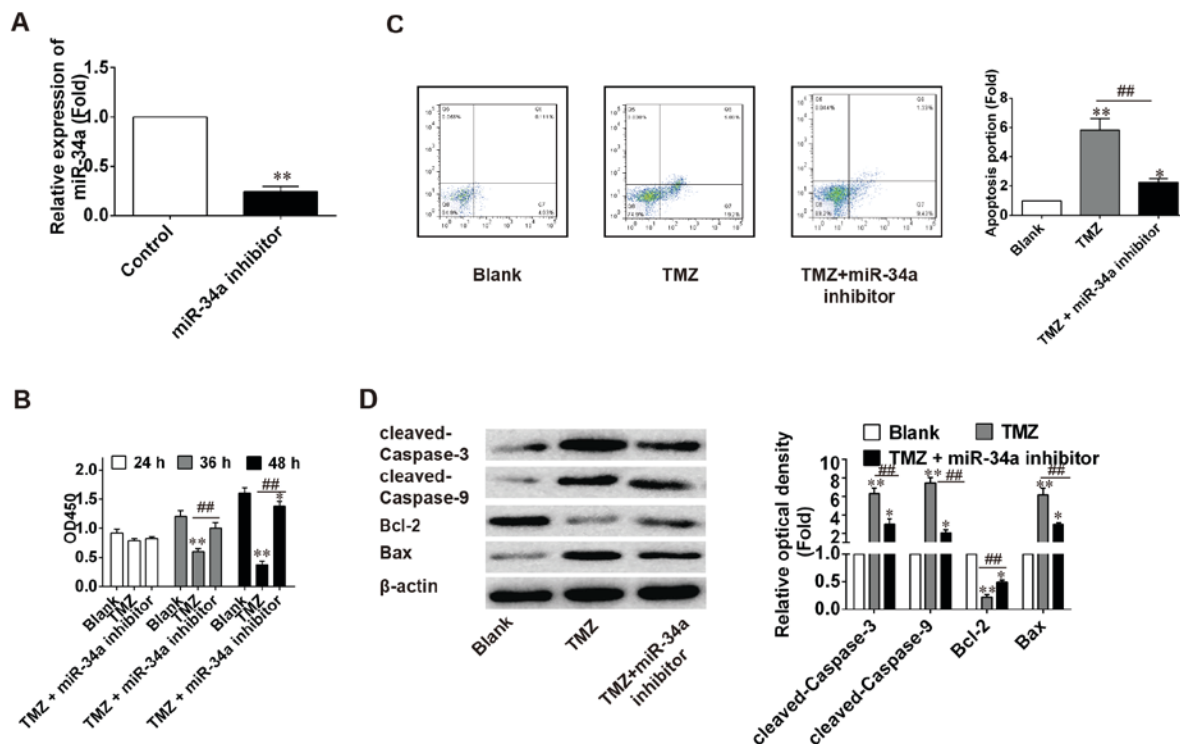 A
Relative expression of
miR-34a (Fold)
1.5
1.0
0.5
0.0
**
Control
miR-34a inhibitor
C
Blank
TMZ
TMZ+miR-34a
inhibitor
Apoptosis portion (Fold)
8
6
4
2
0
##
**
*
Blank
TMZ
TMZ + miR-34a inhibitor
B
24 h
36 h
48 h
OD450
2.0
1.5
1.0
0.5
0.0
##
**
##
*
**
Blank
TMZ
TMZ + miR-34a inhibitor
Blank
TMZ
TMZ + miR-34a inhibitor
Blank
TMZ
TMZ + miR-34a inhibitor
D
cleaved-
Caspase-3
cleaved-
Caspase-9
Bcl-2
Bax
β-actin
Blank
TMZ
TMZ+miR-34a
inhibitor
Blank
TMZ
TMZ + miR-34a inhibitor
Relative optical density
(Fold)
10
8
6
4
2
1.0
0.5
0.0
##
**
*
**
##
*
##
**
*
##
**
*
cleaved-Caspase-3
cleaved-Caspase-9
Bcl-2
Bax